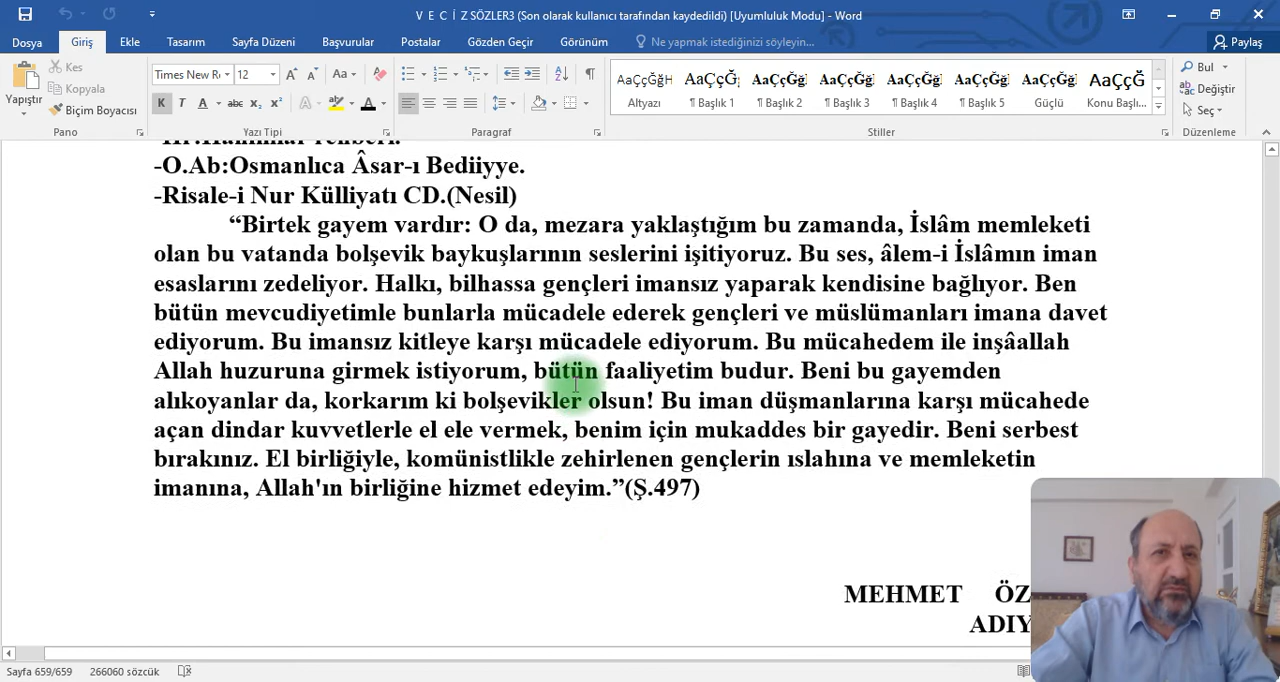 V E C İ Z SÖZLER3 (Son olarak kullanıcı tarafından kaydedildi) [Uyumluluk Modu] - Word
Dosya Giriş Ekle Tasarım Sayfa Düzeni Başvurular Postalar Gözden Geçir Görünüm Ne yapmak istediğinizi söyleyin... Paylaş
Yapıştır
Kes
Kopyala
Biçim Boyacısı
Times New Ro 12
Aa
K T A abc x₂ x² A A
AaÇçĞğH AaÇçĞ AaÇçĞğ AaÇçĞğ AaÇçĞğ AaÇçĞğ AaÇçĞğ AaÇçĞ
Altyazı ¶ Başlık 1 ¶ Başlık 2 ¶ Başlık 3 ¶ Başlık 4 ¶ Başlık 5 Güçlü Konu Başlı...
Bul
Değiştir
Seç
Pano Yazı Tipi Paragraf Stiller Düzenleme
-O.Ab:Osmanlıca Âsar-ı Bediiyye.
-Risale-i Nur Külliyatı CD.(Nesil)
“Birtek gayem vardır: O da, mezara yaklaştığım bu zamanda, İslâm memleketi
olan bu vatanda bolşevik baykuşlarının seslerini işitiyoruz. Bu ses, âlem-i İslâmın iman
esaslarını zedeliyor. Halkı, bilhassa gençleri imansız yaparak kendisine bağlıyor. Ben
bütün mevcudiyetimle bunlarla mücadele ederek gençleri ve müslümanları imana davet
ediyorum. Bu imansız kitleye karşı mücadele ediyorum. Bu mücahedem ile inşâallah
Allah huzuruna girmek istiyorum, bütün faaliyetim budur. Beni bu gayemden
alıkoyanlar da, korkarım ki bolşevikler olsun! Bu iman düşmanlarına karşı mücahede
açan dindar kuvvetlerle el ele vermek, benim için mukaddes bir gayedir. Beni serbest
bırakınız. El birliğiyle, komünistlikle zehirlenen gençlerin ıslahına ve memleketin
imanına, Allah'ın birliğine hizmet edeyim.”(Ş.497)
MEHMET ÖZ
ADIY
Sayfa 659/659 266060 sözcük